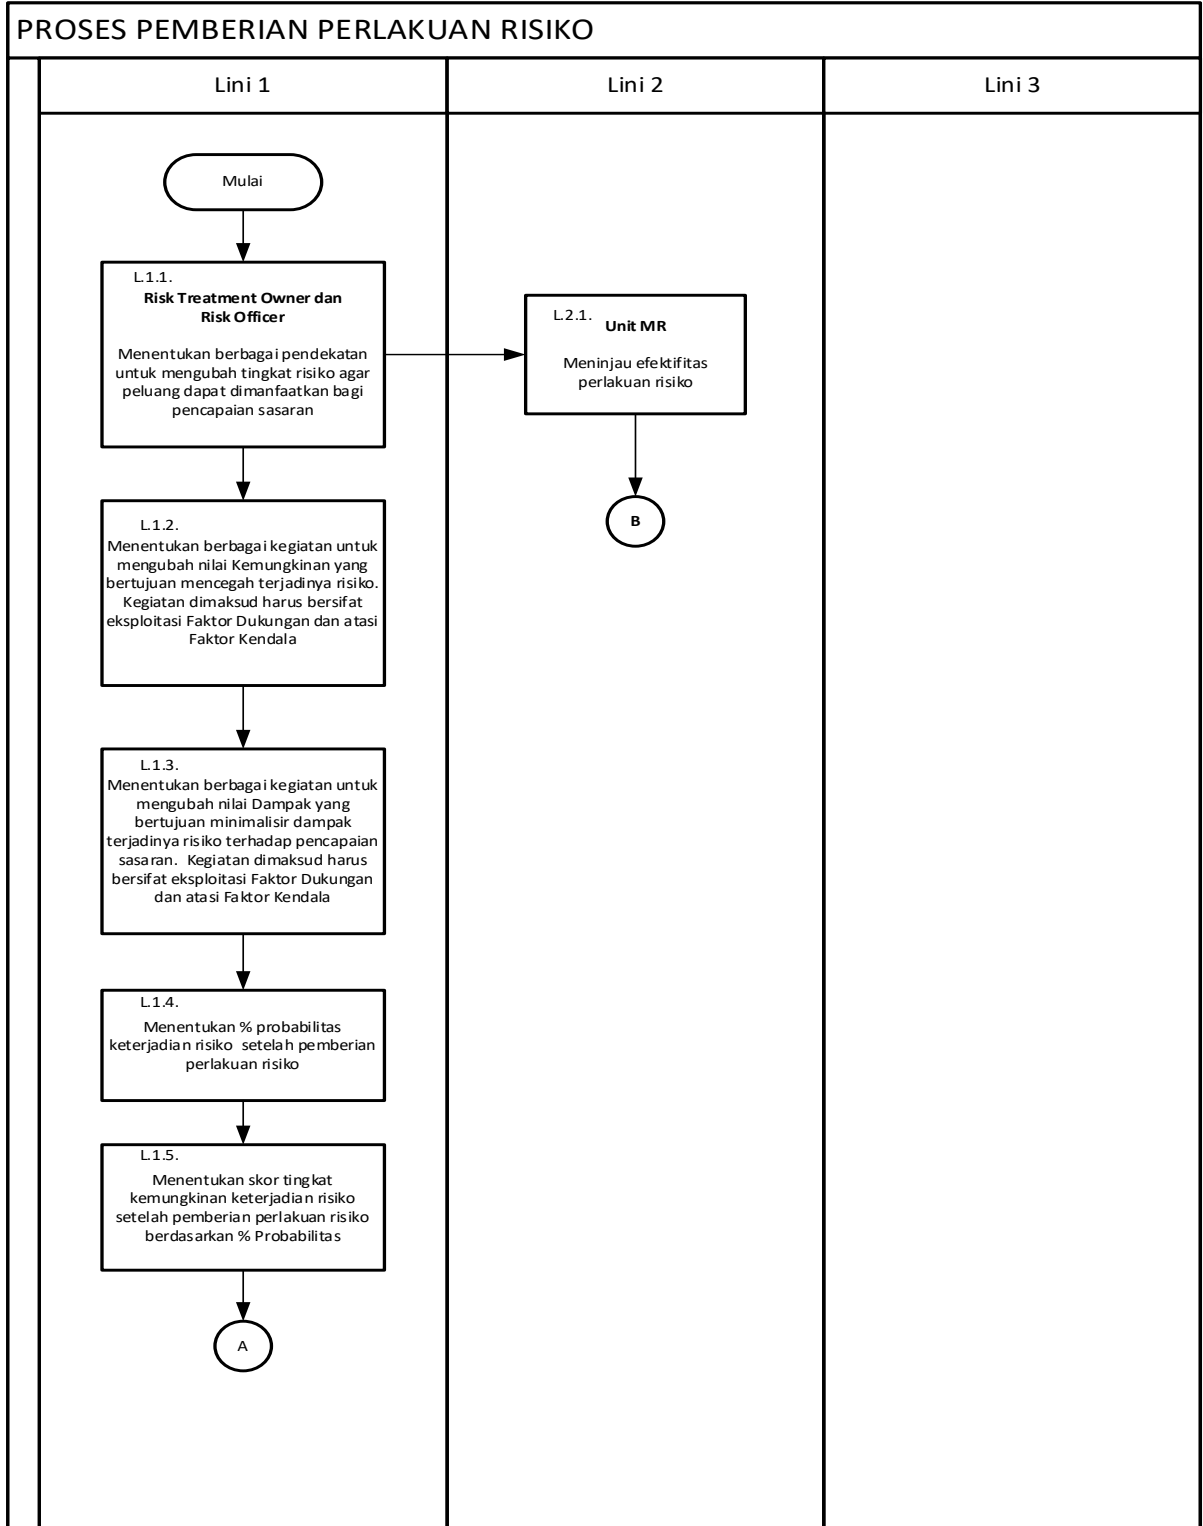 PROSES PEMBERIAN PERLAKUAN RISIKO
Lini 1
Lini 2
Lini 3
Mulai
L.1.1.
Risk Treatment Owner dan
Risk Officer
Menentukan berbagai pendekatan
untuk mengubah tingkat risiko agar
peluang dapat dimanfaatkan bagi
pencapaian sasaran
L.2.1.
Unit MR
Meninjau efektifitas
perlakuan risiko
B
L.1.2.
Menentukan berbagai kegiatan untuk
mengubah nilai Kemungkinan yang
bertujuan mencegah terjadinya risiko.
Kegiatan dimaksud harus bersifat
eksploitasi Faktor Dukungan dan atasi
Faktor Kendala
L.1.3.
Menentukan berbagai kegiatan untuk
mengubah nilai Dampak yang
bertujuan minimalisir dampak
terjadinya risiko terhadap pencapaian
sasaran. Kegiatan dimaksud harus
bersifat eksploitasi Faktor Dukungan
dan atasi Faktor Kendala
L.1.4.
Menentukan % probabilitas
keterjadian risiko setelah pemberian
perlakuan risiko
L.1.5.
Menentukan skor tingkat
kemungkinan keterjadian risiko
setelah pemberian perlakuan risiko
berdasarkan % Probabilitas
A